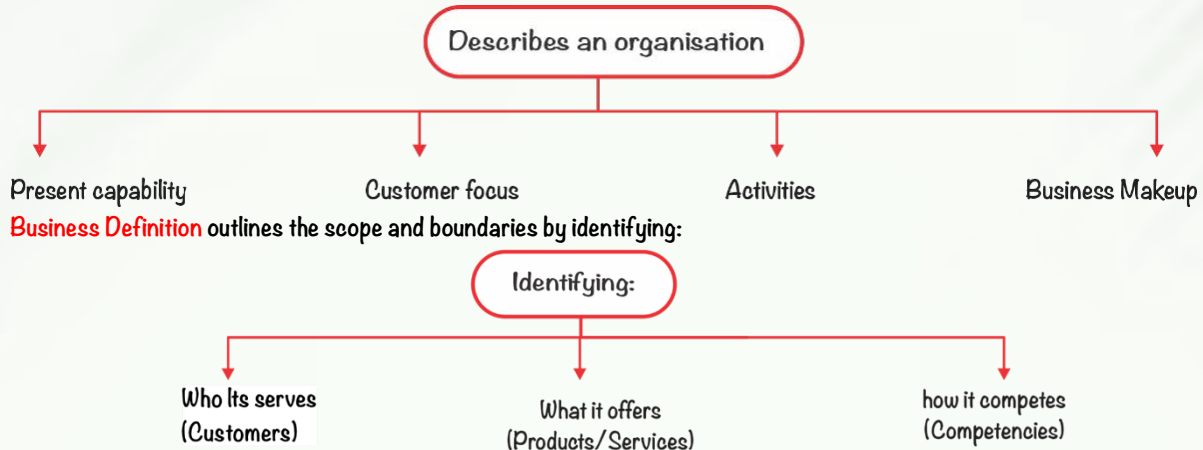 Describes an organisation
Present capability Customer focus Activities Business Makeup
Business Definition outlines the scope and boundaries by identifying:
Identifying:
Who Its serves
(Customers)
What it offers
(Products/Services)
how it competes
(Competencies)